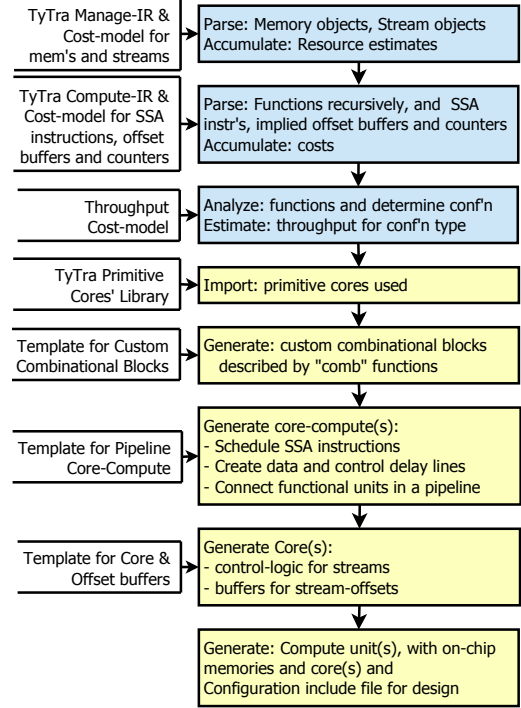 TyTra Manage-IR &
Cost-model for
mem's and streams
Parse: Memory objects, Stream objects
Accumulate: Resource estimates
TyTra Compute-IR &
Cost-model for SSA
instructions, offset
buffers and counters
Parse: Functions recursively, and SSA
instr's, implied offset buffers and counters
Accumulate: costs
Throughput
Cost-model
Analyze: functions and determine conf'n
Estimate: throughput for conf'n type
TyTra Primitive
Cores' Library
Import: primitive cores used
Template for Custom
Combinational Blocks
Generate: custom combinational blocks
described by "comb" functions
Template for Pipeline
Core-Compute
Generate core-compute(s):
- Schedule SSA instructions
- Create data and control delay lines
- Connect functional units in a pipeline
Template for Core &
Offset buffers
Generate Core(s):
- control-logic for streams
- buffers for stream-offsets
Generate: Compute unit(s), with on-chip
memories and core(s) and
Configuration include file for design